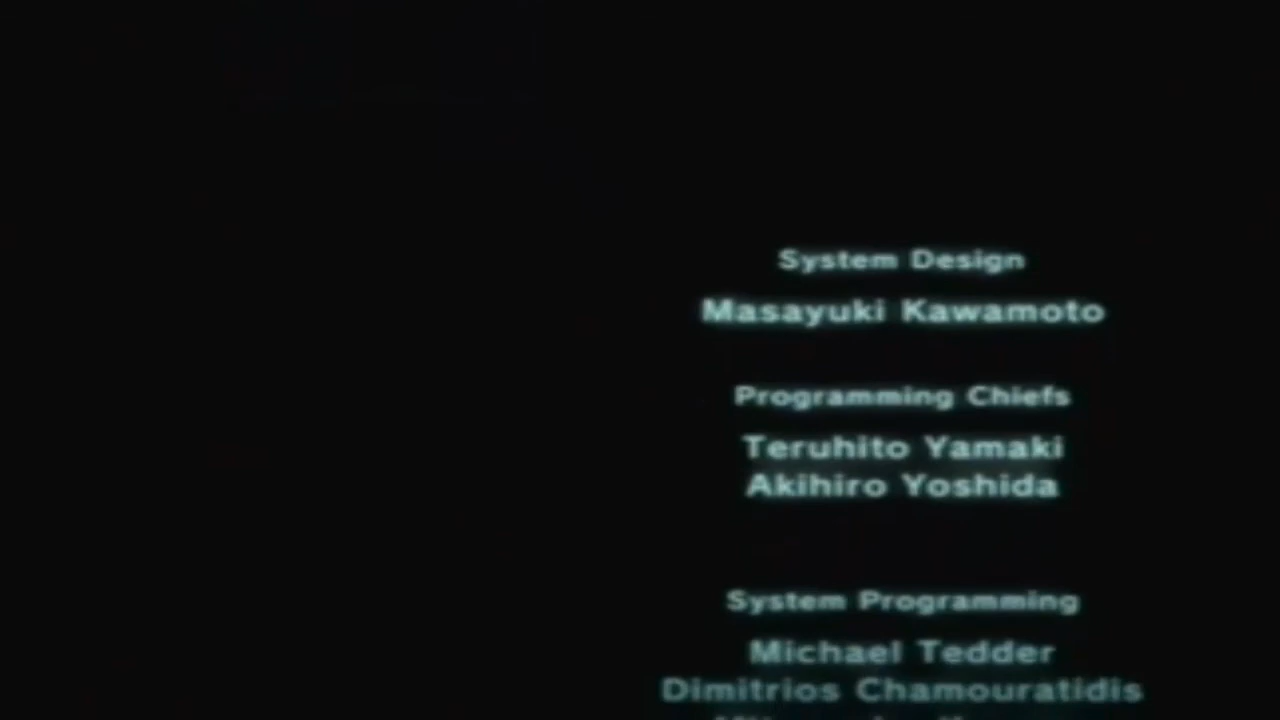 System Design
Masayuki Kawamoto
Programming Chiefs
Teruhito Yamaki
Akihiro Yoshida
System Programming
Michael Tedder
Dimitrios Chamouratidis